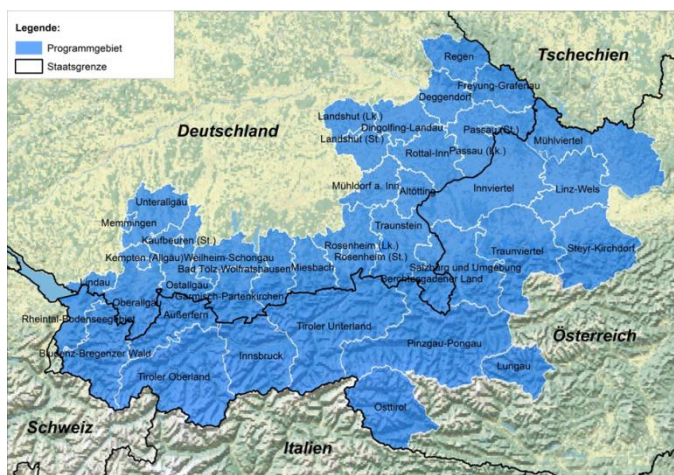 Legende:
Programmgebiet
Staatsgrenze
Tschechien
Regen
Freyung-Grafenau
Deggendorf
Landshut (Lk.)
Deutschland
Dingolfing-Landau
Passau (St.)
Landshut (St.)
Mühlviertel
Rottal-Inn
Passau (Lk.)
Mühldorf a. Inn
Altötting
Innviertel
Linz-Wels
Unterallgäu
Memmingen
Traunstein
Kaufbeuren (St.)
Rosenheim (Lk.)
Steyr-Kirchdorf
Traunviertel
Kempten (Allgäu)
Weilheim-Schongau
Rosenheim (St.)
Bad Tölz-Wolfratshausen
Miesbach
Salzburg und Umgebung
Lindau
Ostallgäu
Berchtesgadener Land
Garmisch-Partenkirchen
Oberallgäu
Außerfern
Rheintal-Bodenseegebiet
Tiroler Unterland
Österreich
Pinzgau-Pongau
Bludenz-Bregenzer Wald
Innsbruck
Lungau
Tiroler Oberland
Osttirol
Schweiz
Italien